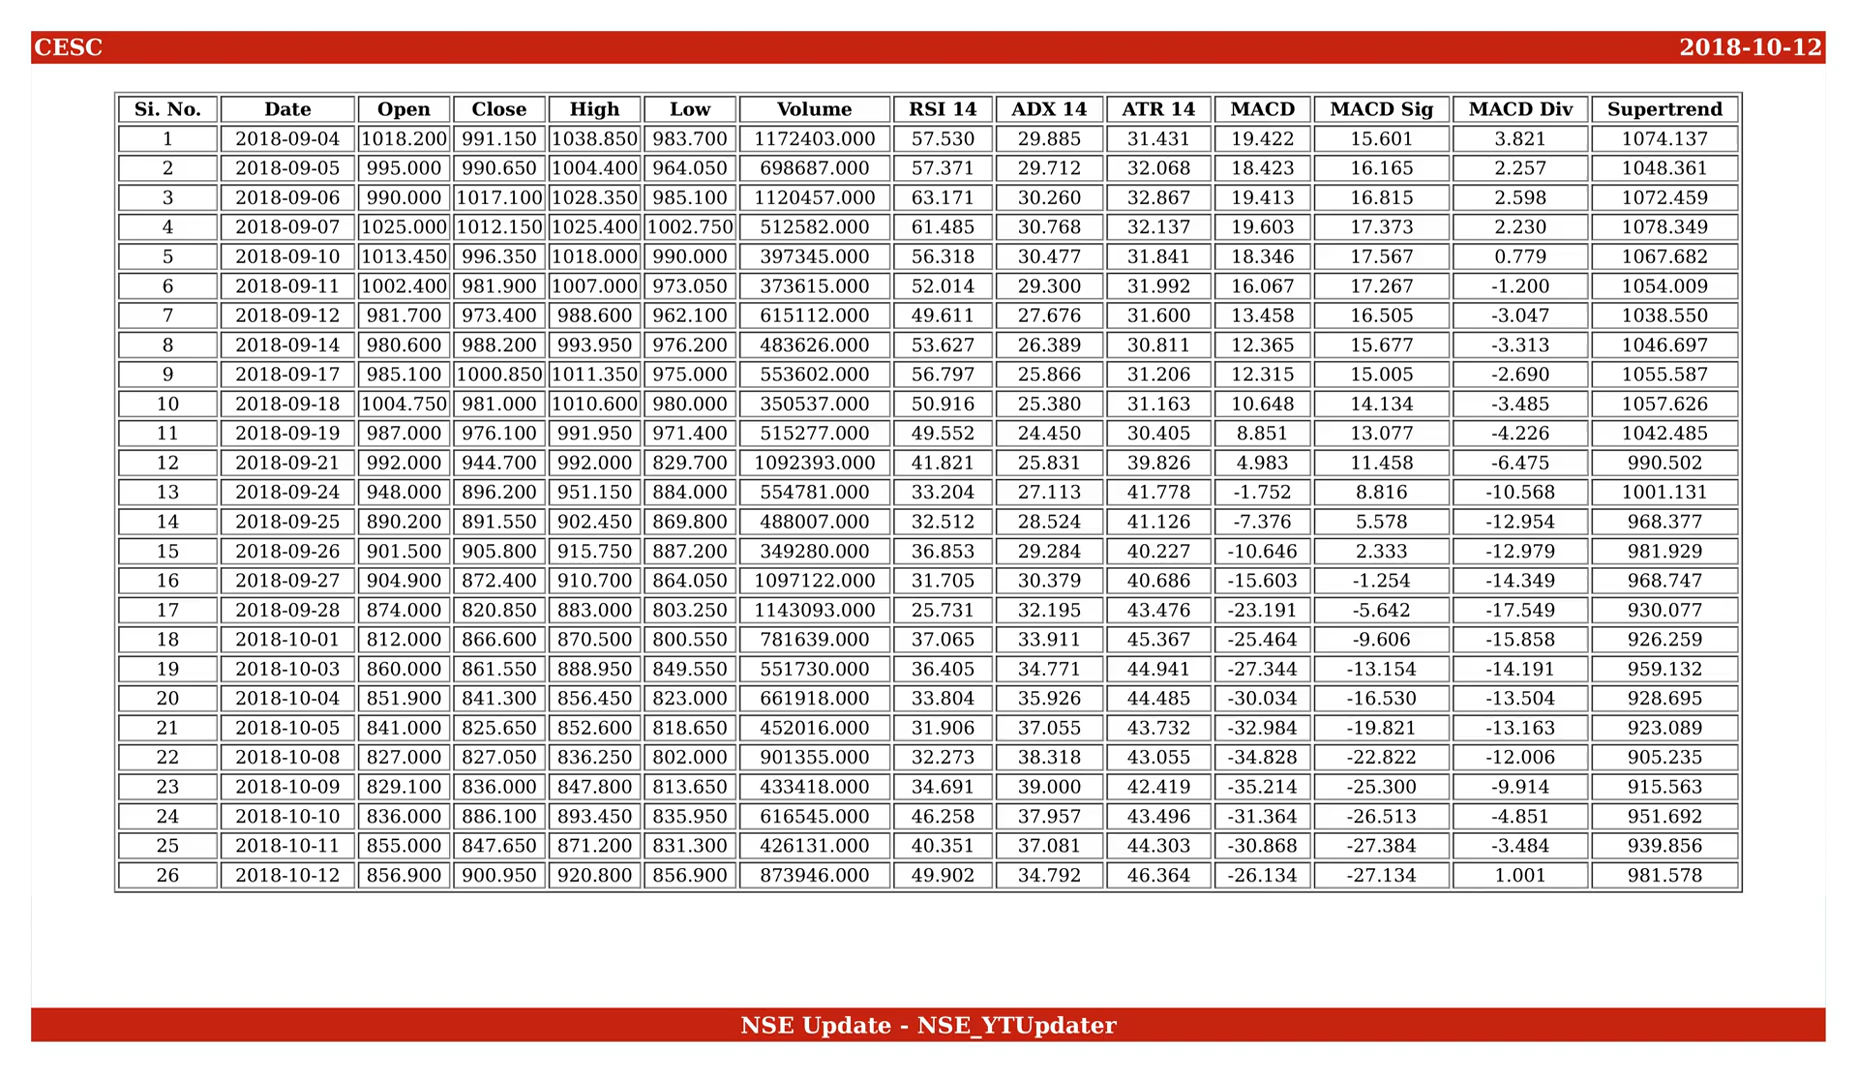 CESC 2018-10-12
Si. No. Date Open Close High Low Volume RSI 14 ADX 14 ATR 14 MACD MACD Sig MACD Div Supertrend
1 2018-09-04 1018.200 991.150 1038.850 983.700 1172403.000 57.530 29.885 31.431 19.422 15.601 3.821 1074.137
2 2018-09-05 995.000 990.650 1004.400 964.050 698687.000 57.371 29.712 32.068 18.423 16.165 2.257 1048.361
3 2018-09-06 990.000 1017.100 1028.350 985.100 1120457.000 63.171 30.260 32.867 19.413 16.815 2.598 1072.459
4 2018-09-07 1025.000 1012.150 1025.400 1002.750 512582.000 61.485 30.768 32.137 19.603 17.373 2.230 1078.349
5 2018-09-10 1013.450 996.350 1018.000 990.000 397345.000 56.318 30.477 31.841 18.346 17.567 0.779 1067.682
6 2018-09-11 1002.400 981.900 1007.000 973.050 373615.000 52.014 29.300 31.992 16.067 17.267 -1.200 1054.009
7 2018-09-12 981.700 973.400 988.600 962.100 615112.000 49.611 27.676 31.600 13.458 16.505 -3.047 1038.550
8 2018-09-14 980.600 988.200 993.950 976.200 483626.000 53.627 26.389 30.811 12.365 15.677 -3.313 1046.697
9 2018-09-17 985.100 1000.850 1011.350 975.000 553602.000 56.797 25.866 31.206 12.315 15.005 -2.690 1055.587
10 2018-09-18 1004.750 981.000 1010.600 980.000 350537.000 50.916 25.380 31.163 10.648 14.134 -3.485 1057.626
11 2018-09-19 987.000 976.100 991.950 971.400 515277.000 49.552 24.450 30.405 8.851 13.077 -4.226 1042.485
12 2018-09-21 992.000 944.700 992.000 829.700 1092393.000 41.821 25.831 39.826 4.983 11.458 -6.475 990.502
13 2018-09-24 948.000 896.200 951.150 884.000 554781.000 33.204 27.113 41.778 -1.752 8.816 -10.568 1001.131
14 2018-09-25 890.200 891.550 902.450 869.800 488007.000 32.512 28.524 41.126 -7.376 5.578 -12.954 968.377
15 2018-09-26 901.500 905.800 915.750 887.200 349280.000 36.853 29.284 40.227 -10.646 2.333 -12.979 981.929
16 2018-09-27 904.900 872.400 910.700 864.050 1097122.000 31.705 30.379 40.686 -15.603 -1.254 -14.349 968.747
17 2018-09-28 874.000 820.850 883.000 803.250 1143093.000 25.731 32.195 43.476 -23.191 -5.642 -17.549 930.077
18 2018-10-01 812.000 866.600 870.500 800.550 781639.000 37.065 33.911 45.367 -25.464 -9.606 -15.858 926.259
19 2018-10-03 860.000 861.550 888.950 849.550 551730.000 36.405 34.771 44.941 -27.344 -13.154 -14.191 959.132
20 2018-10-04 851.900 841.300 856.450 823.000 661918.000 33.804 35.926 44.485 -30.034 -16.530 -13.504 928.695
21 2018-10-05 841.000 825.650 852.600 818.650 452016.000 31.906 37.055 43.732 -32.984 -19.821 -13.163 923.089
22 2018-10-08 827.000 827.050 836.250 802.000 901355.000 32.273 38.318 43.055 -34.828 -22.822 -12.006 905.235
23 2018-10-09 829.100 836.000 847.800 813.650 433418.000 34.691 39.000 42.419 -35.214 -25.300 -9.914 915.563
24 2018-10-10 836.000 886.100 893.450 835.950 616545.000 46.258 37.957 43.496 -31.364 -26.513 -4.851 951.692
25 2018-10-11 855.000 847.650 871.200 831.300 426131.000 40.351 37.081 44.303 -30.868 -27.384 -3.484 939.856
26 2018-10-12 856.900 900.950 920.800 856.900 873946.000 49.902 34.792 46.364 -26.134 -27.134 1.001 981.578
NSE Update - NSE_YTUpdater